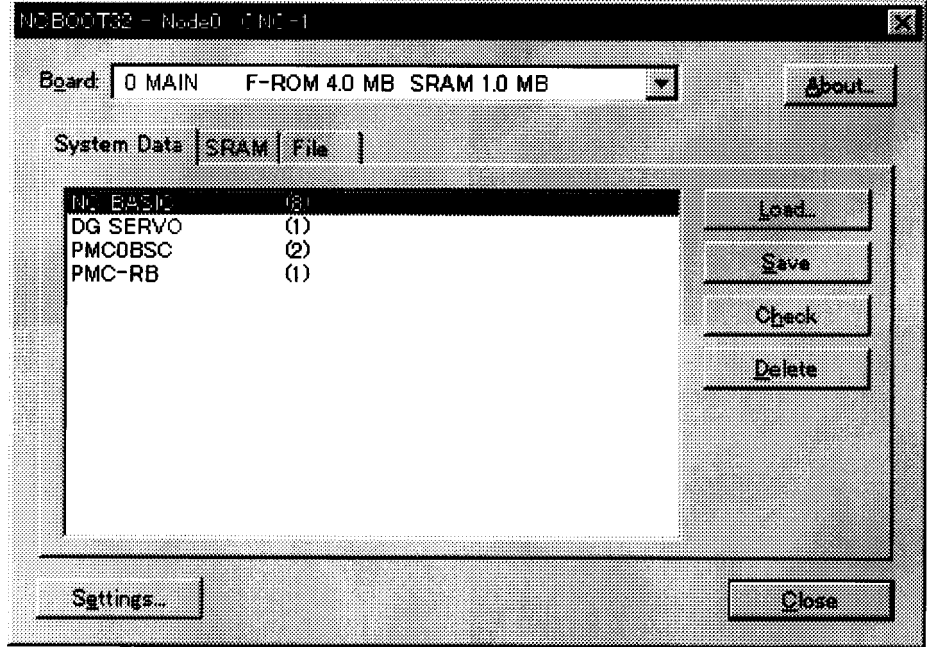 NCBOOT32 - Node0 CNC-1
Board: 0 MAIN F-ROM 4.0 MB SRAM 1.0 MB About...
System Data SRAM File
NC BASIC (8)
DG SERVO (1)
PMC0BSC (2)
PMC-RB (1)
Load...
Save
Check
Delete
Settings... Close